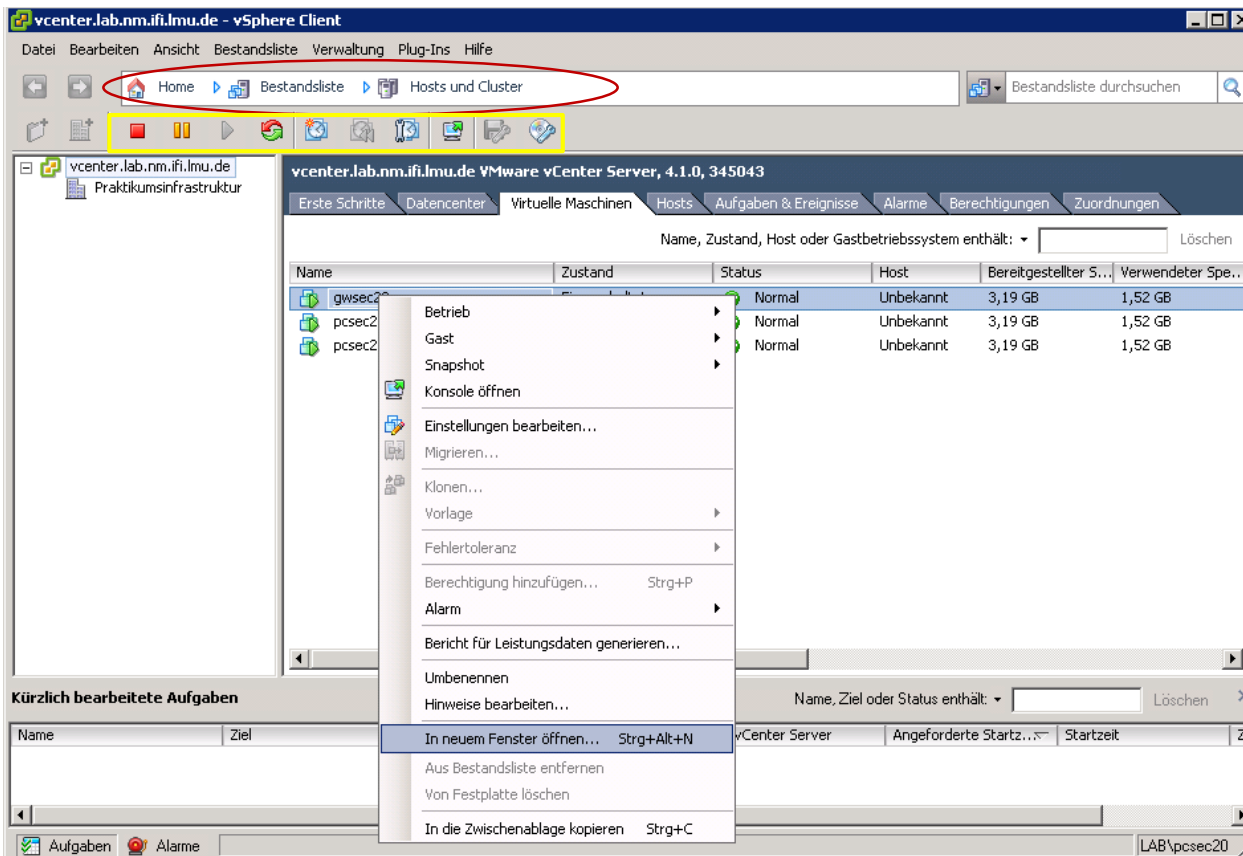 vcenter.lab.nm.ifi.lmu.de - vSphere Client
Datei Bearbeiten Ansicht Bestandsliste Verwaltung Plug-Ins Hilfe
Home Bestandsliste Hosts und Cluster Bestandsliste durchsuchen
vcenter.lab.nm.ifi.lmu.de
Praktikumsinfrastruktur
vcenter.lab.nm.ifi.lmu.de VMware vCenter Server, 4.1.0, 345043
Erste Schritte Datencenter Virtuelle Maschinen Hosts Aufgaben & Ereignisse Alarme Berechtigungen Zuordnungen
Name, Zustand, Host oder Gastbetriebssystem enthält: Löschen
Name Zustand Status Host Bereitgestellter S... Verwendeter Spe...
Normal Unbekannt 3,19 GB 1,52 GB
pcsec2 Normal Unbekannt 3,19 GB 1,52 GB
pcsec2 Normal Unbekannt 3,19 GB 1,52 GB
Betrieb
Gast
Snapshot
Konsole öffnen
Einstellungen bearbeiten...
Migrieren...
Klonen...
Vorlage
Fehlertoleranz
Berechtigung hinzufügen... Strg+P
Alarm
Bericht für Leistungsdaten generieren...
Umbenennen
Hinweise bearbeiten...
In neuem Fenster öffnen... Strg+Alt+N
Aus Bestandsliste entfernen
Von Festplatte löschen
In die Zwischenablage kopieren Strg+C
Kürzlich bearbeitete Aufgaben Name, Ziel oder Status enthält: Löschen
Name Ziel vCenter Server Angeforderte Startz... Startzeit Z
Aufgaben Alarme LAB\pcsec20